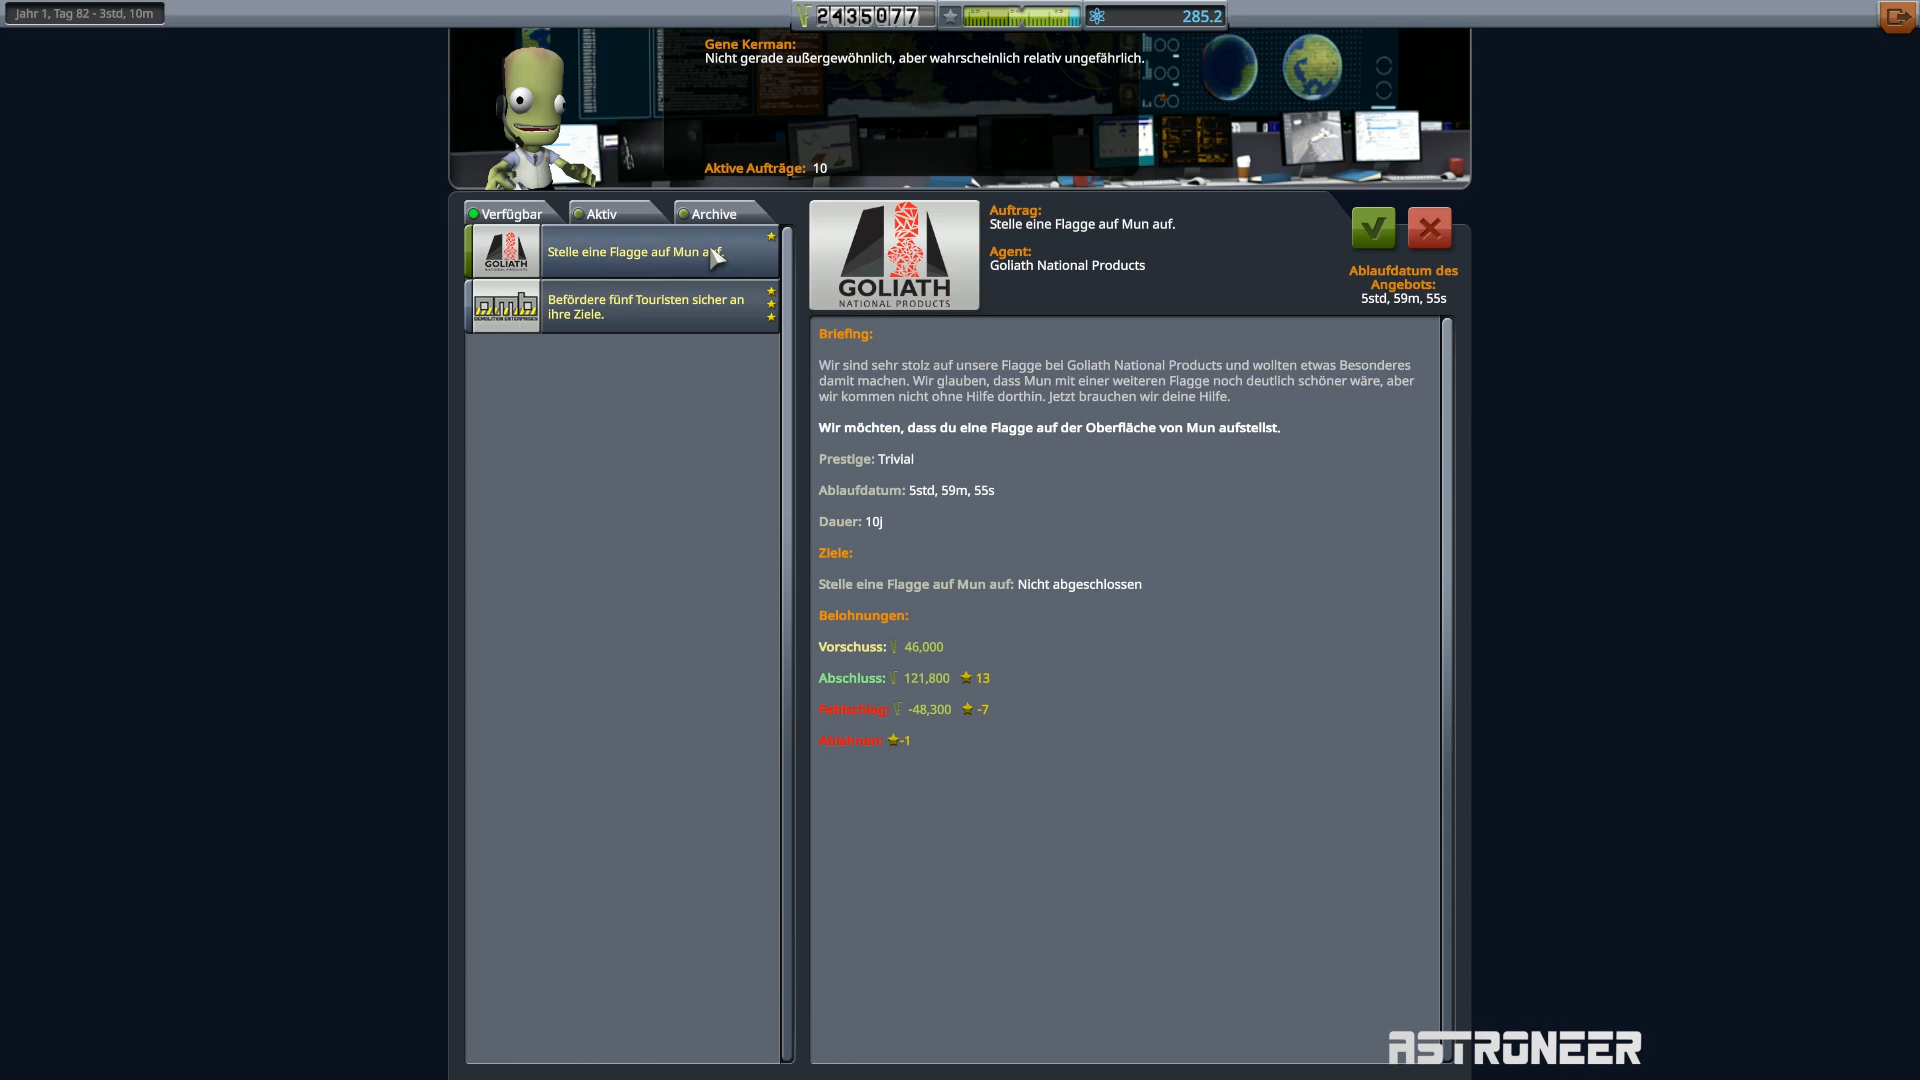 Jahr 1, Tag 82 - 3std, 10m
2435077
285.2
Gene Kerman:
Nicht gerade außergewöhnlich, aber wahrscheinlich relativ ungefährlich.
Aktive Aufträge: 10
Verfügbar
Aktiv
Archive
GOLIATH
NATIONAL PRODUCTS
Stelle eine Flagge auf Mun auf.
amb
DEMOLITION ENTERPRISES
Befördere fünf Touristen sicher an
ihre Ziele.
GOLIATH
NATIONAL PRODUCTS
Auftrag:
Stelle eine Flagge auf Mun auf.
Agent:
Goliath National Products
Ablaufdatum des
Angebots:
5std, 59m, 55s
Briefing:
Wir sind sehr stolz auf unsere Flagge bei Goliath National Products und wollten etwas Besonderes
damit machen. Wir glauben, dass Mun mit einer weiteren Flagge noch deutlich schöner wäre, aber
wir kommen nicht ohne Hilfe dorthin. Jetzt brauchen wir deine Hilfe.
Wir möchten, dass du eine Flagge auf der Oberfläche von Mun aufstellst.
Prestige: Trivial
Ablaufdatum: 5std, 59m, 55s
Dauer: 10j
Ziele:
Stelle eine Flagge auf Mun auf: Nicht abgeschlossen
Belohnungen:
Vorschuss: 46,000
Abschluss: 121,800 13
Fehlschlag: -48,300 -7
Ablehnen: -1
ASTRONEER